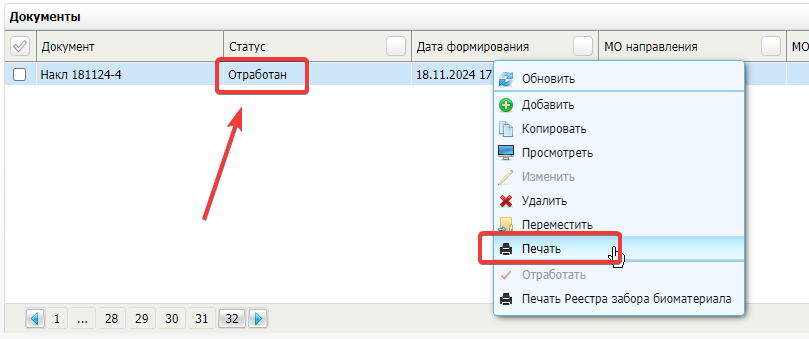 Документы
Документ Статус Дата формирования МО направления МО
Накл 181124-4 Отработан 18.11.2024 17
Обновить
Добавить
Копировать
Просмотреть
Изменить
Удалить
Переместить
Печать
Отработать
Печать Реестра забора биоматериала
1 ... 28 29 30 31 32